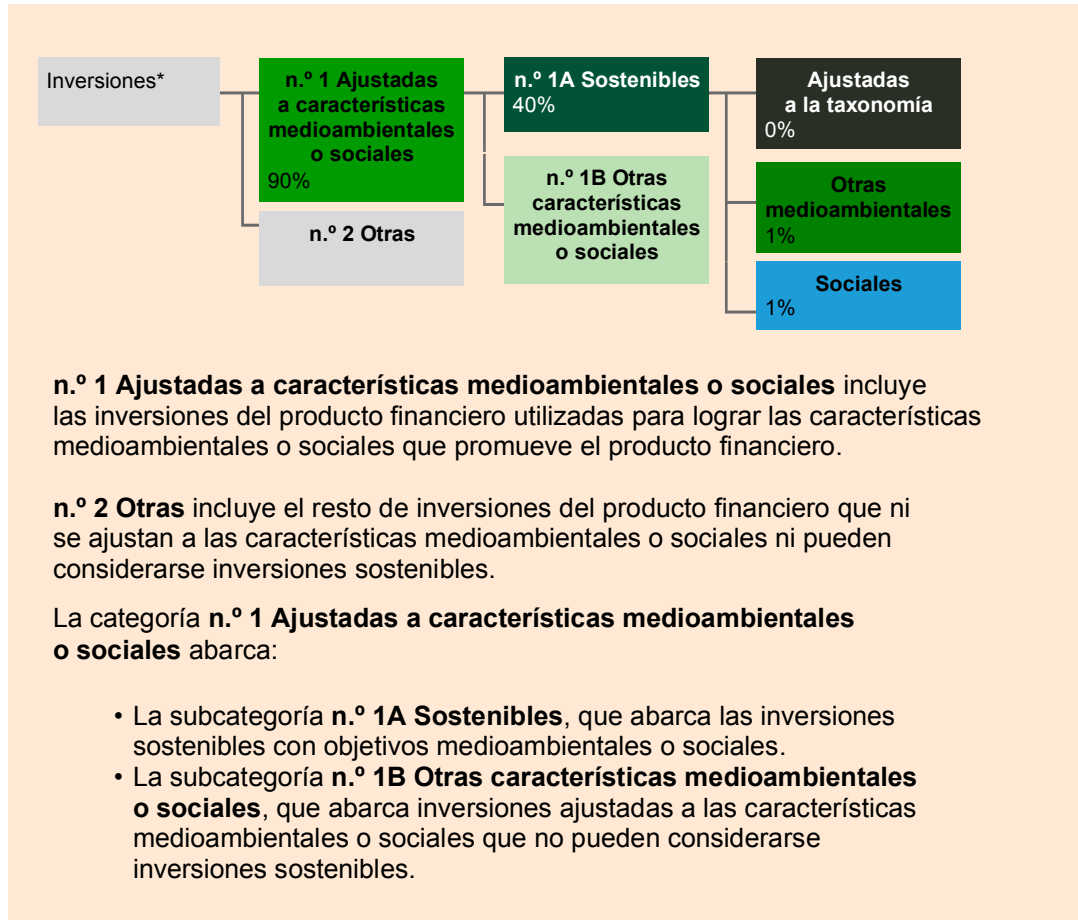 Inversiones*
n.º 1 Ajustadas
a características
medioambientales
o sociales
90%
n.º 2 Otras
n.º 1A Sostenibles
40%
n.º 1B Otras
características
medioambientales
o sociales
Ajustadas
a la taxonomía
0%
Otras
medioambientales
1%
Sociales
1%
n.º 1 Ajustadas a características medioambientales o sociales incluye
las inversiones del producto financiero utilizadas para lograr las características
medioambientales o sociales que promueve el producto financiero.
n.º 2 Otras incluye el resto de inversiones del producto financiero que ni
se ajustan a las características medioambientales o sociales ni pueden
considerarse inversiones sostenibles.
La categoría n.º 1 Ajustadas a características medioambientales
o sociales abarca:
• La subcategoría n.º 1A Sostenibles, que abarca las inversiones
sostenibles con objetivos medioambientales o sociales.
• La subcategoría n.º 1B Otras características medioambientales
o sociales, que abarca inversiones ajustadas a las características
medioambientales o sociales que no pueden considerarse
inversiones sostenibles.